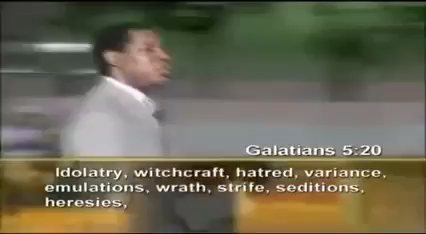 Galatians 5:20
Idolatry, witchcraft, hatred, variance,
emulations, wrath, strife, seditions,
heresies,